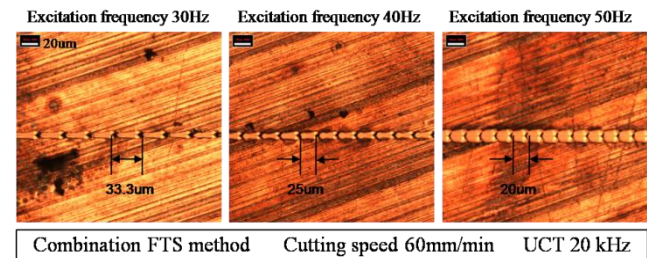 Excitation frequency 30Hz Excitation frequency 40Hz Excitation frequency 50Hz
20um
33.3um 25um 20um
Combination FTS method Cutting speed 60mm/min UCT 20 kHz